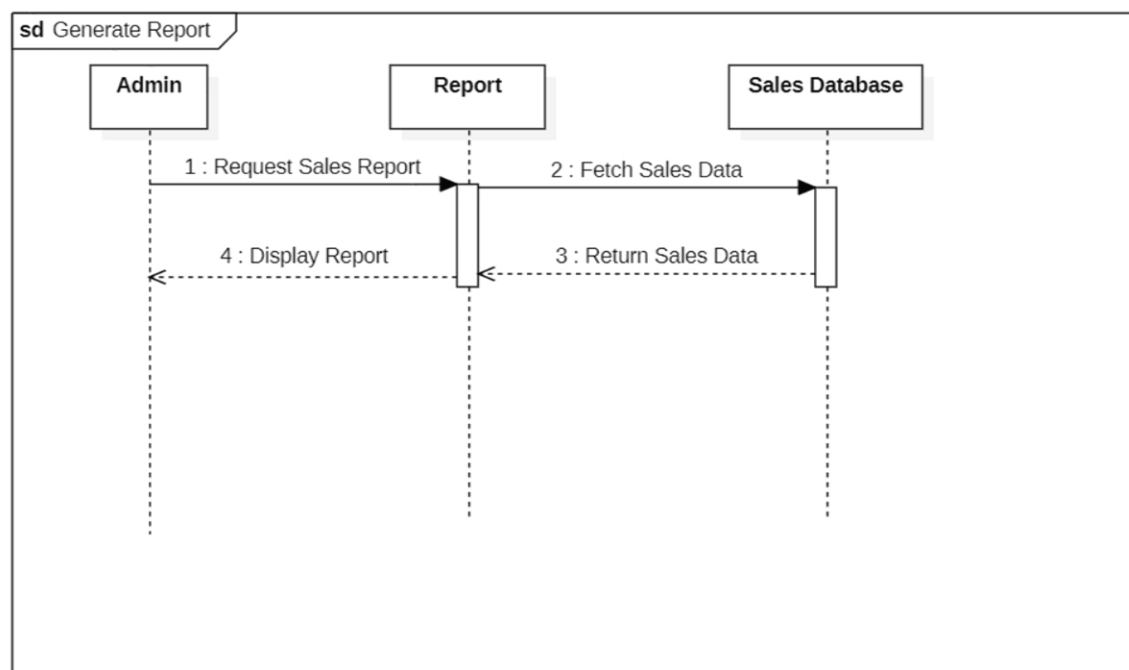 sd Generate Report
Admin
Report
Sales Database
1 : Request Sales Report
2 : Fetch Sales Data
4 : Display Report
3 : Return Sales Data